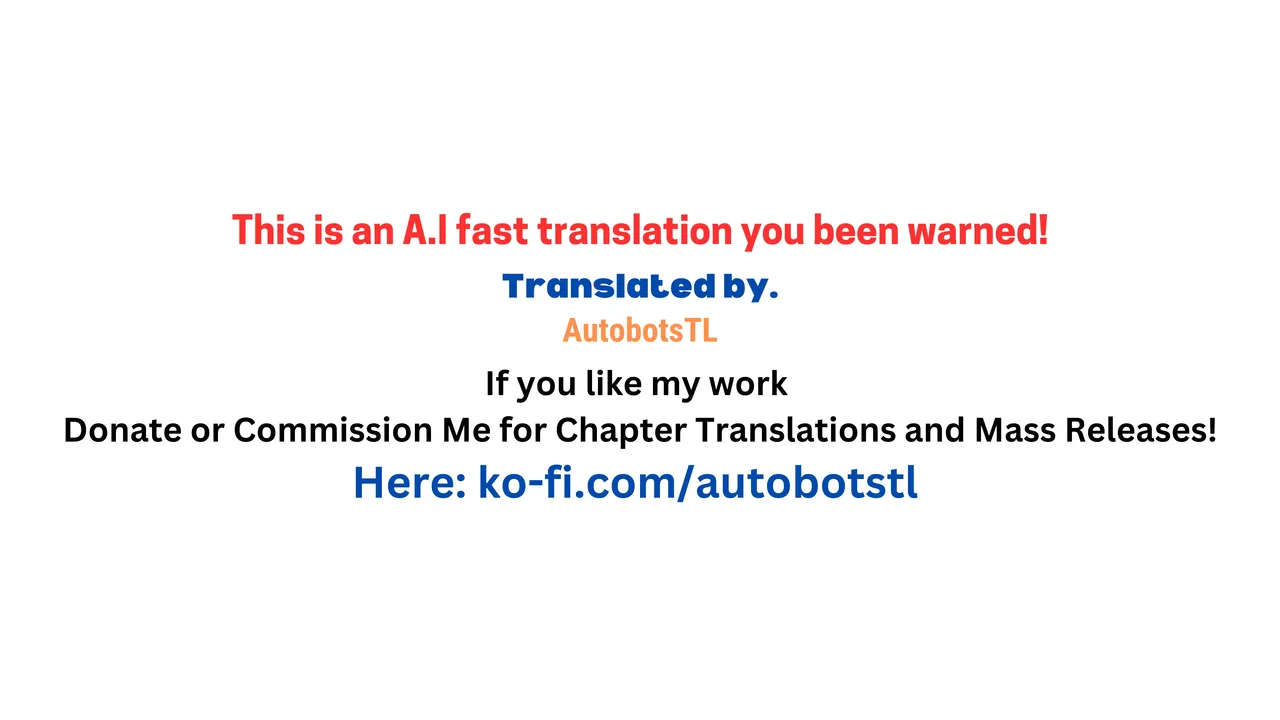 This is an A.I fast translation you been warned!
Translated by.
AutobotsTL
If you like my work
Donate or Commission Me for Chapter Translations and Mass Releases!
Here: ko-fi.com/autobotstl